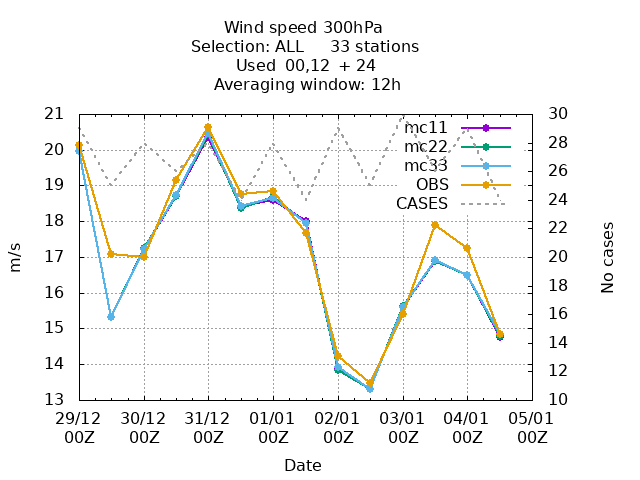 Wind speed 300hPa
Selection: ALL 33 stations
Used 00,12 + 24
Averaging window: 12h
21
20
19
18
17
16
15
14
13
30
28
26
24
22
20
18
16
14
12
10
m/s
No cases
mc11
mc22
mc33
OBS
CASES
29/12 30/12 31/12 01/01 02/01 03/01 04/01 05/01
00Z 00Z 00Z 00Z 00Z 00Z 00Z 00Z
Date